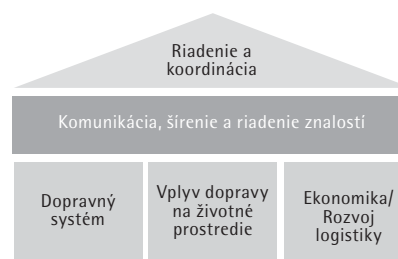 Riadenie a
koordinácia
Komunikácia, šírenie a riadenie znalostí
Dopravný
systém
Vplyv dopravy
na životné
prostredie
Ekonomika/
Rozvoj
logistiky